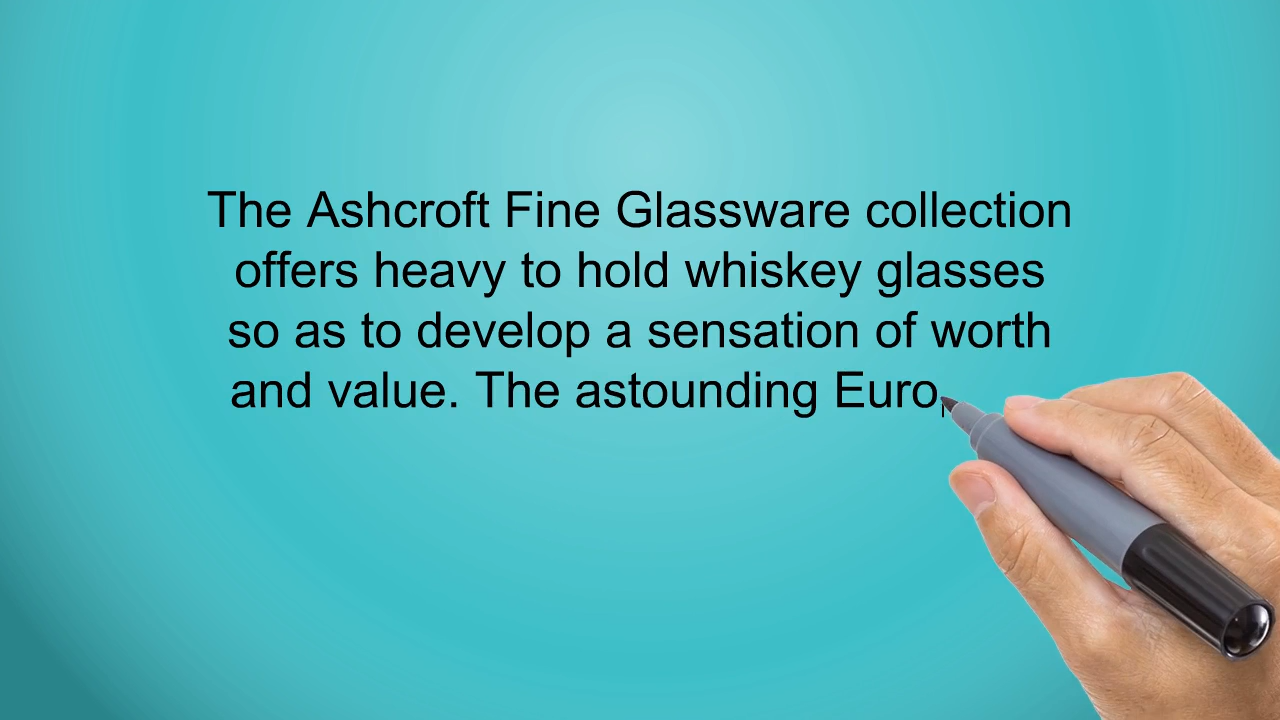 The Ashcroft Fine Glassware collection
offers heavy to hold whiskey glasses
so as to develop a sensation of worth
and value. The astounding Euro